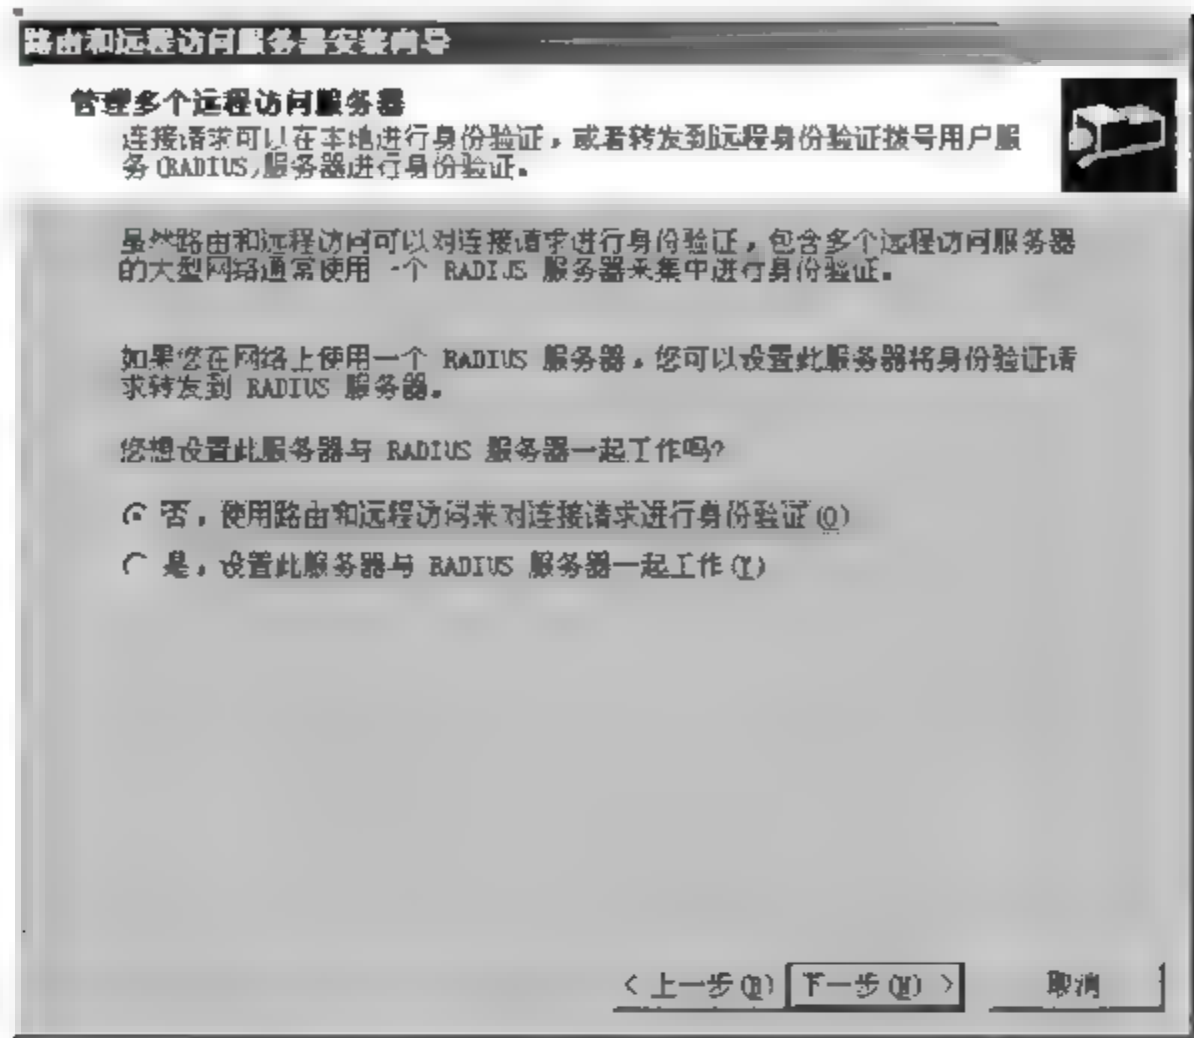 路由和远程访问服务器安装向导
管理多个远程访问服务器
连接请求可以在本地进行身份验证，或者转发到远程身份验证拨号用户服
务(RADIUS)服务器进行身份验证。
虽然路由和远程访问可以对连接请求进行身份验证，包含多个远程访问服务器
的大型网络通常使用一个 RADIUS 服务器来集中进行身份验证。
如果您在网络上使用一个 RADIUS 服务器，您可以设置此服务器将身份验证请
求转发到 RADIUS 服务器。
您想设置此服务器与 RADIUS 服务器一起工作吗?
否，使用路由和远程访问来对连接请求进行身份验证(O)
是，设置此服务器与 RADIUS 服务器一起工作(Y)
< 上一步(B) 下一步(N) > 取消